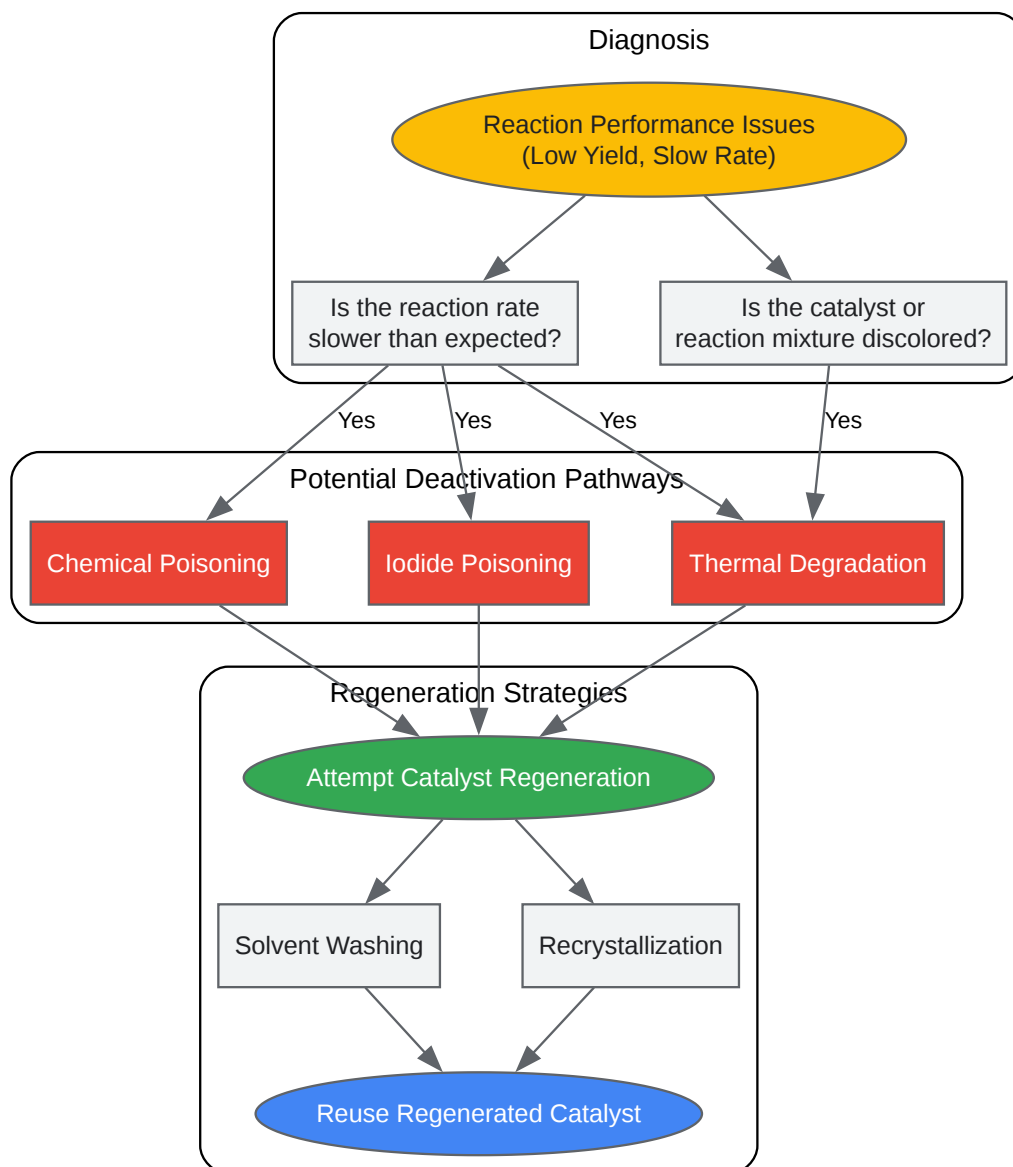 Diagnosis
Reaction Performance Issues
(Low Yield, Slow Rate)
Is the reaction rate
slower than expected?
Is the catalyst or
reaction mixture discolored?
Yes
Yes
Yes
Yes
Potential Deactivation Pathways
Chemical Poisoning
Iodide Poisoning
Thermal Degradation
Regeneration Strategies
Attempt Catalyst Regeneration
Solvent Washing
Recrystallization
Reuse Regenerated Catalyst